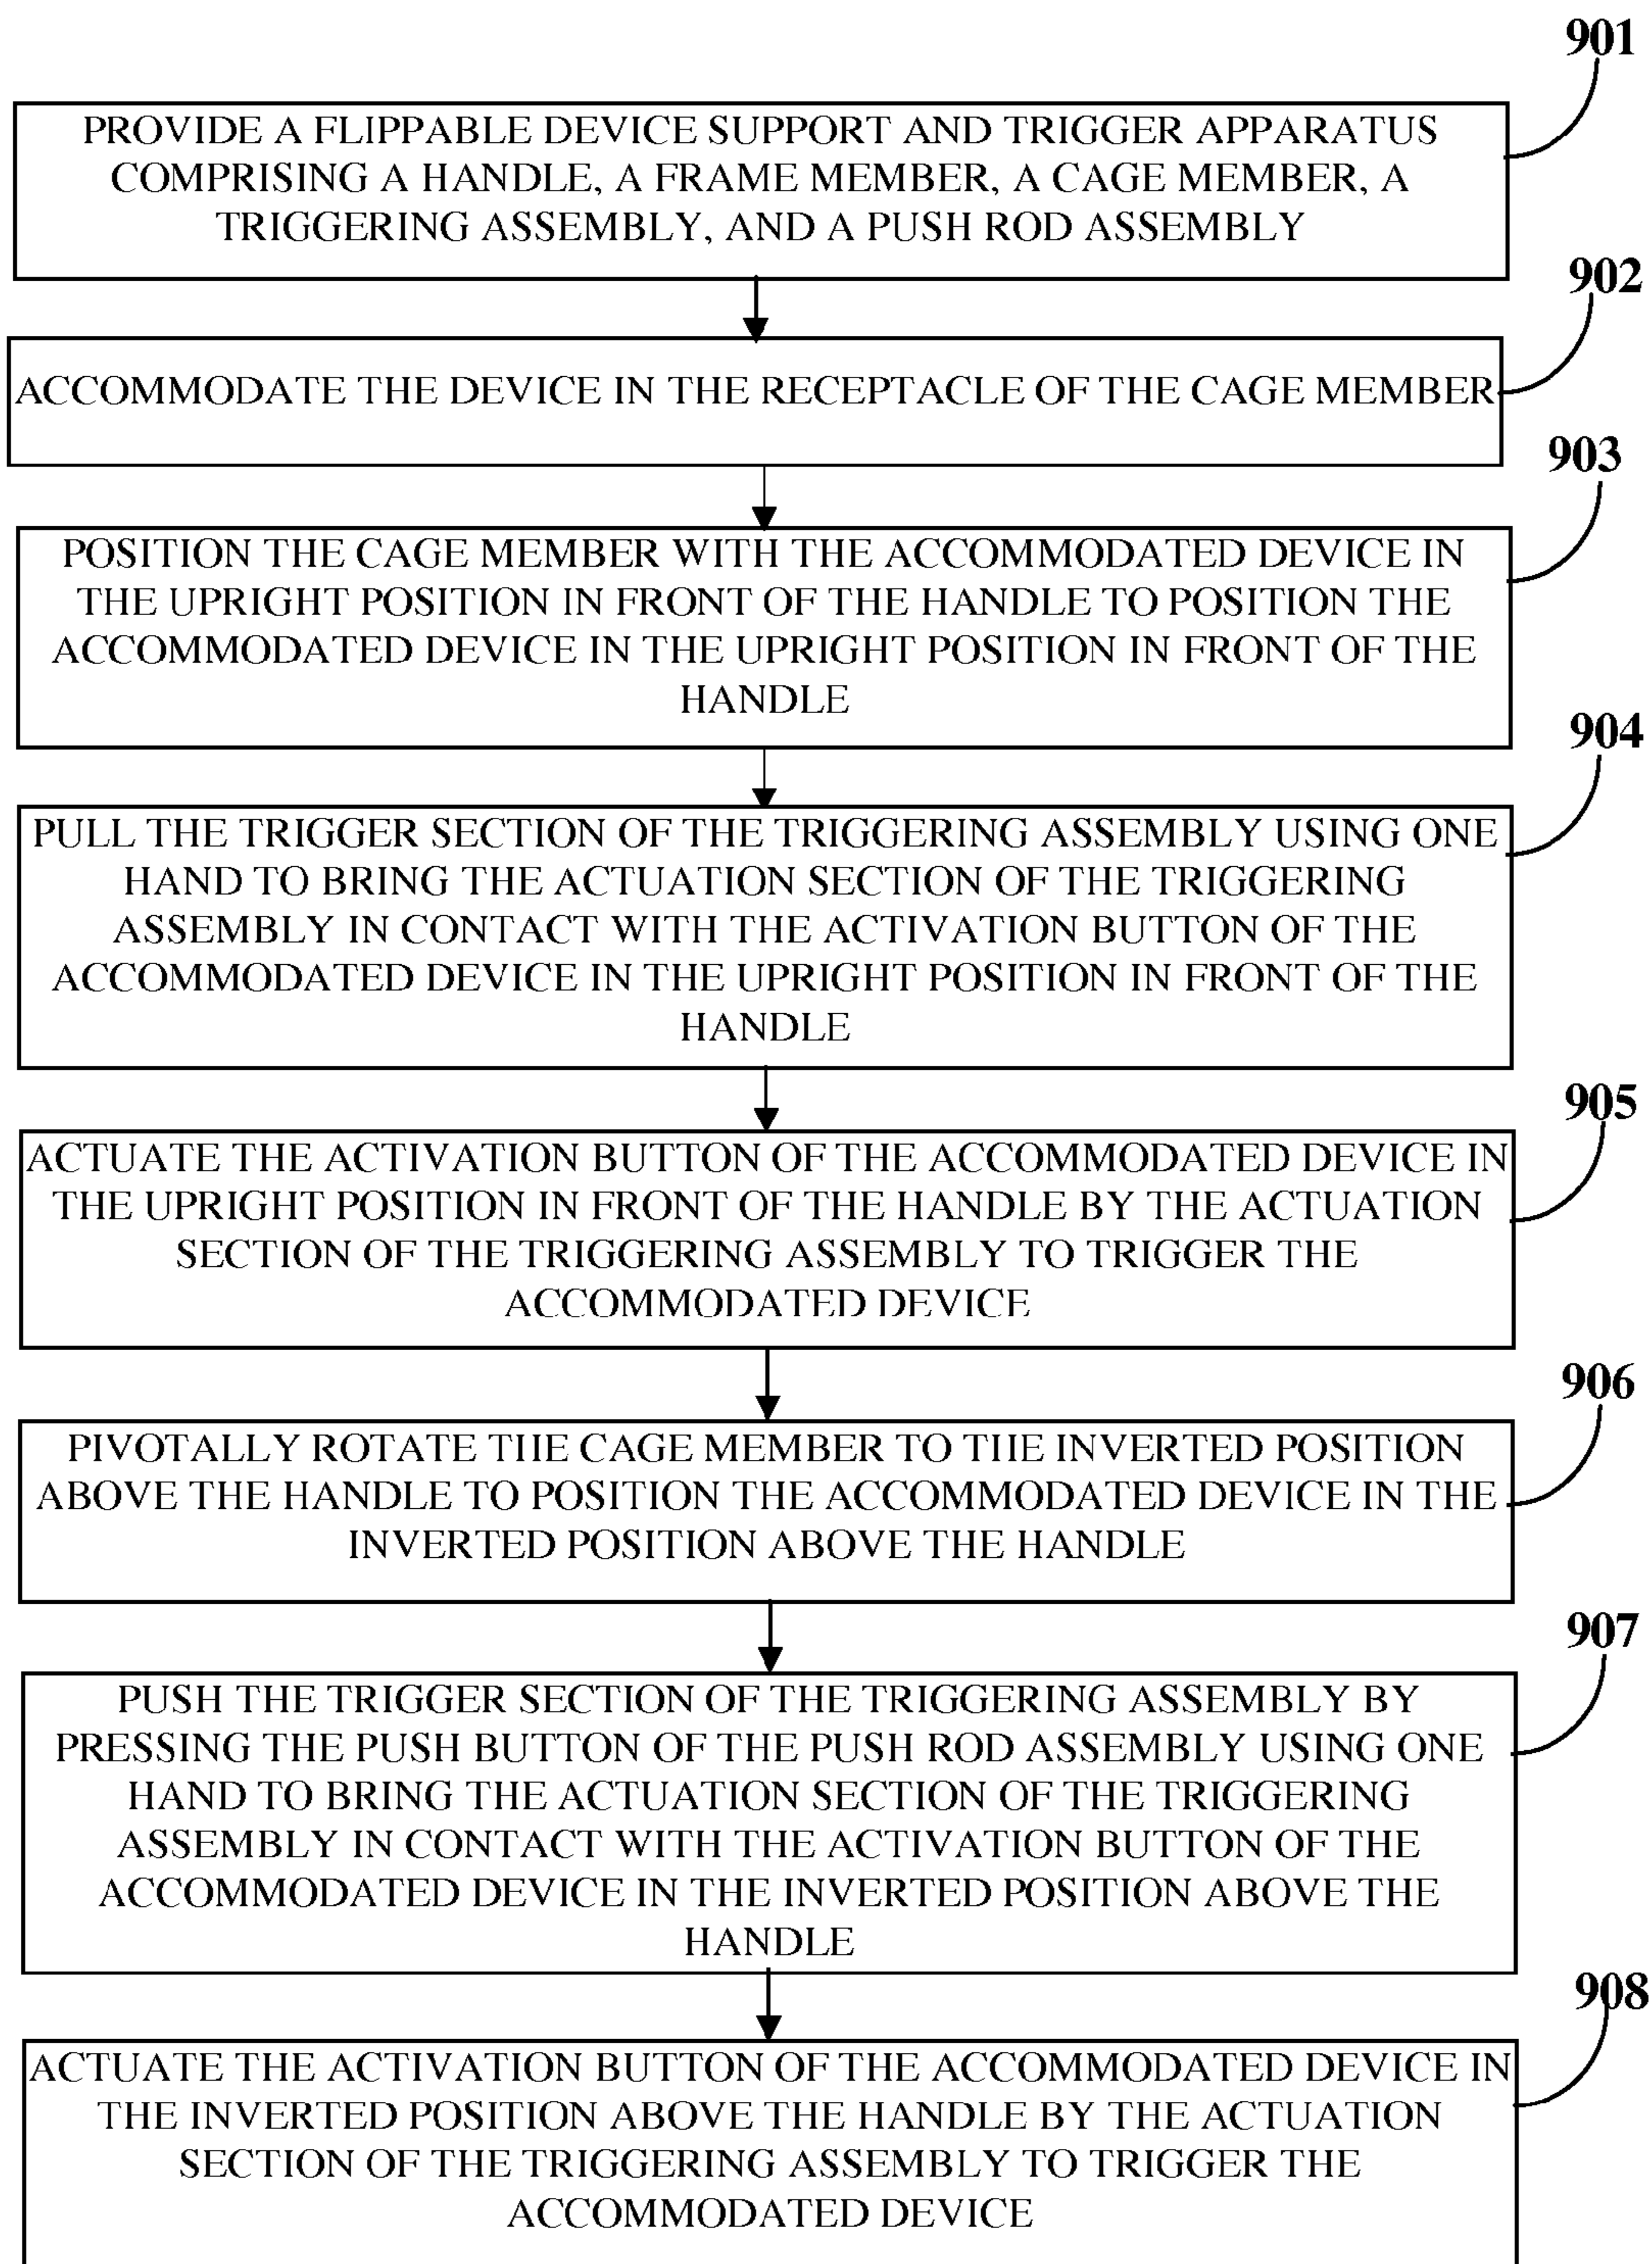 901
PROVIDE A FLIPPABLE DEVICE SUPPORT AND TRIGGER APPARATUS
COMPRISING A HANDLE, A FRAME MEMBER, A CAGE MEMBER, A
TRIGGERING ASSEMBLY, AND A PUSH ROD ASSEMBLY
902
ACCOMMODATE THE DEVICE IN THE RECEPTACLE OF THE CAGE MEMBER
903
POSITION THE CAGE MEMBER WITH THE ACCOMMODATED DEVICE IN
THE UPRIGHT POSITION IN FRONT OF THE HANDLE TO POSITION THE
ACCOMMODATED DEVICE IN THE UPRIGHT POSITION IN FRONT OF THE
HANDLE
904
PULL THE TRIGGER SECTION OF THE TRIGGERING ASSEMBLY USING ONE
HAND TO BRING THE ACTUATION SECTION OF THE TRIGGERING
ASSEMBLY IN CONTACT WITH THE ACTIVATION BUTTON OF THE
ACCOMMODATED DEVICE IN THE UPRIGHT POSITION IN FRONT OF THE
HANDLE
905
ACTUATE THE ACTIVATION BUTTON OF THE ACCOMMODATED DEVICE IN
THE UPRIGHT POSITION IN FRONT OF THE HANDLE BY THE ACTUATION
SECTION OF THE TRIGGERING ASSEMBLY TO TRIGGER THE
ACCOMMODATED DEVICE
906
PIVOTALLY ROTATE THE CAGE MEMBER TO THE INVERTED POSITION
ABOVE THE HANDLE TO POSITION THE ACCOMMODATED DEVICE IN THE
INVERTED POSITION ABOVE THE HANDLE
907
PUSH THE TRIGGER SECTION OF THE TRIGGERING ASSEMBLY BY
PRESSING THE PUSH BUTTON OF THE PUSH ROD ASSEMBLY USING ONE
HAND TO BRING THE ACTUATION SECTION OF THE TRIGGERING
ASSEMBLY IN CONTACT WITH THE ACTIVATION BUTTON OF THE
ACCOMMODATED DEVICE IN THE INVERTED POSITION ABOVE THE
HANDLE
908
ACTUATE THE ACTIVATION BUTTON OF THE ACCOMMODATED DEVICE IN
THE INVERTED POSITION ABOVE THE HANDLE BY THE ACTUATION
SECTION OF THE TRIGGERING ASSEMBLY TO TRIGGER THE
ACCOMMODATED DEVICE